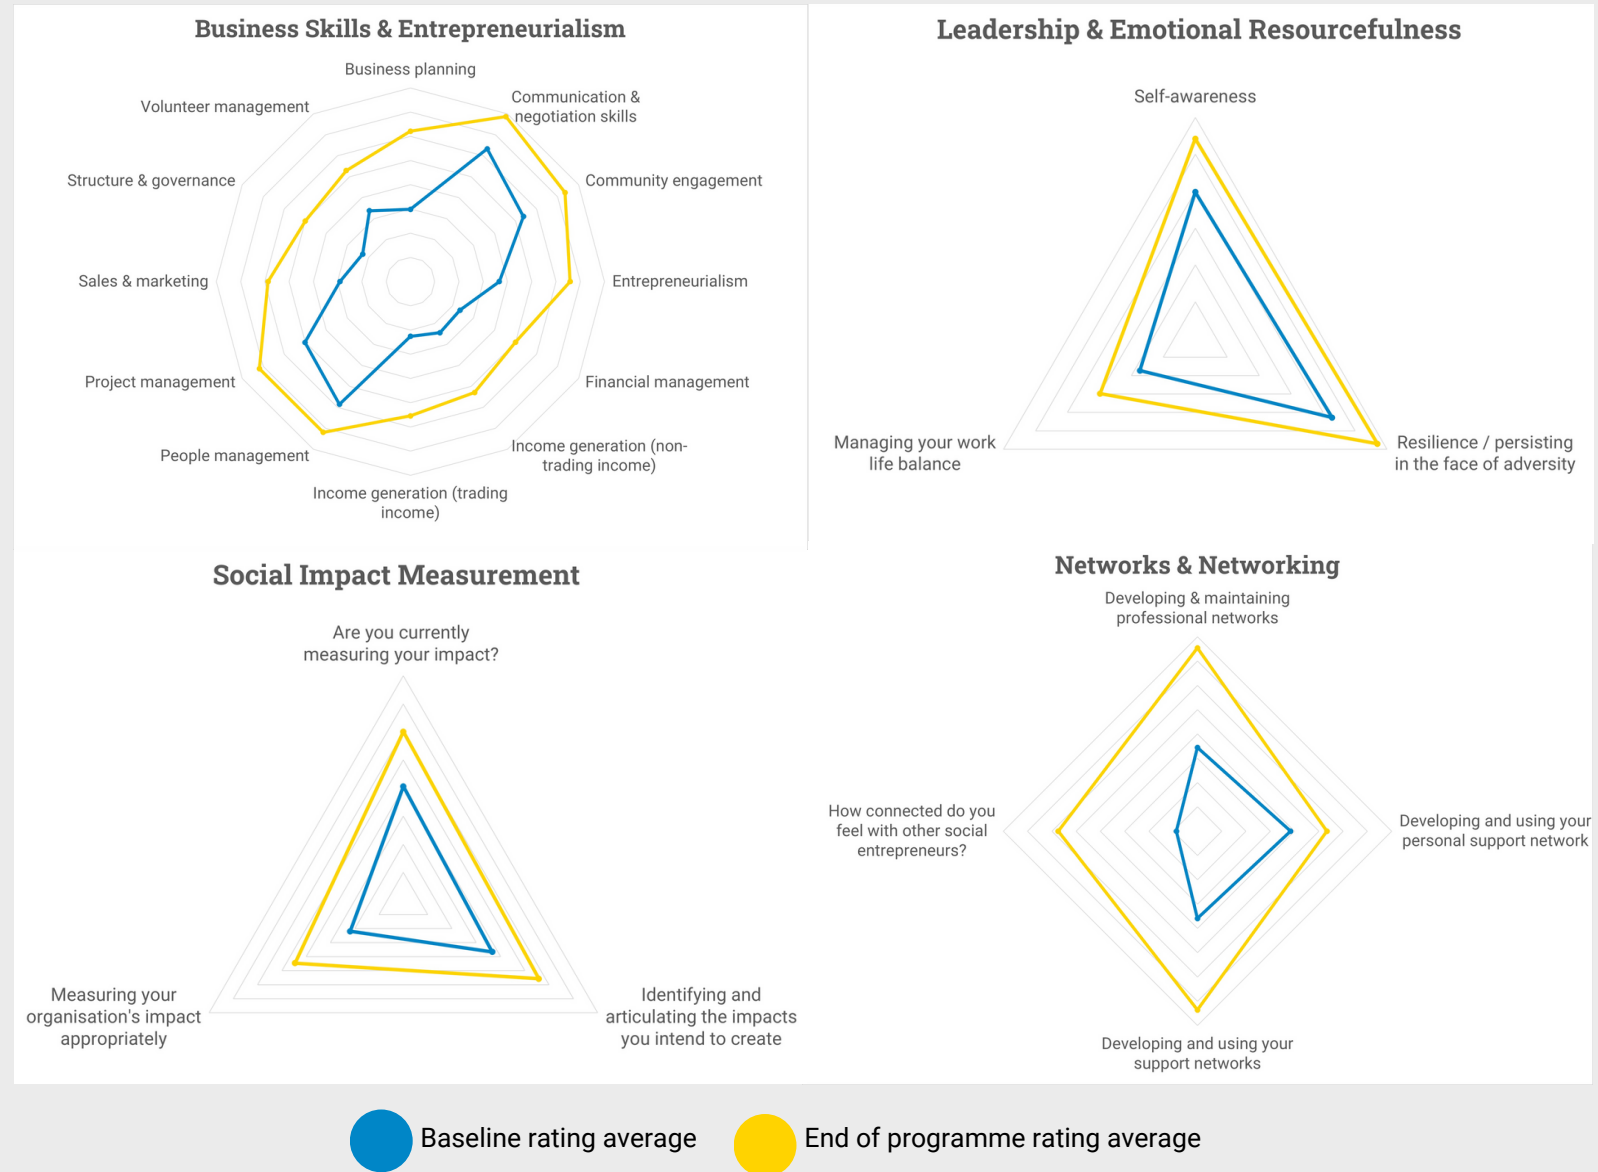 Business Skills & Entrepreneurialism
Business planning
Communication &
negotiation skills
Volunteer management
Structure & governance
Community engagement
Sales & marketing
Entrepreneurialism
Project management
Financial management
People management
Income generation (non-
trading income)
Income generation (trading
income)
Leadership & Emotional Resourcefulness
Self-awareness
Managing your work
life balance
Resilience / persisting
in the face of adversity
Social Impact Measurement
Are you currently
measuring your impact?
Measuring your
organisation's impact
appropriately
Identifying and
articulating the impacts
you intend to create
Networks & Networking
Developing & maintaining
professional networks
How connected do you
feel with other social
entrepreneurs?
Developing and using your
personal support network
Developing and using your
support networks
Baseline rating average
End of programme rating average